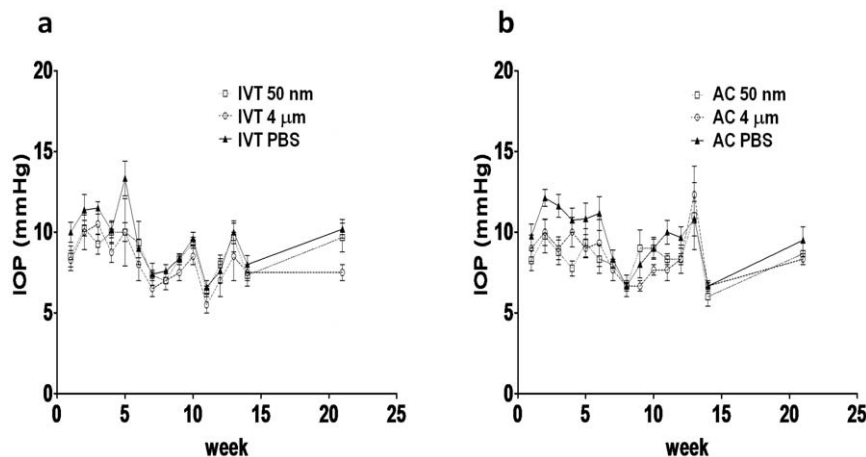 a
20
15
10
5
0
IOP (mmHg)
IVT 50 nm
IVT 4 μm
IVT PBS
0 5 10 15 20 25
week
b
20
15
10
5
0
IOP (mmHg)
AC 50 nm
AC 4 μm
AC PBS
0 5 10 15 20 25
week